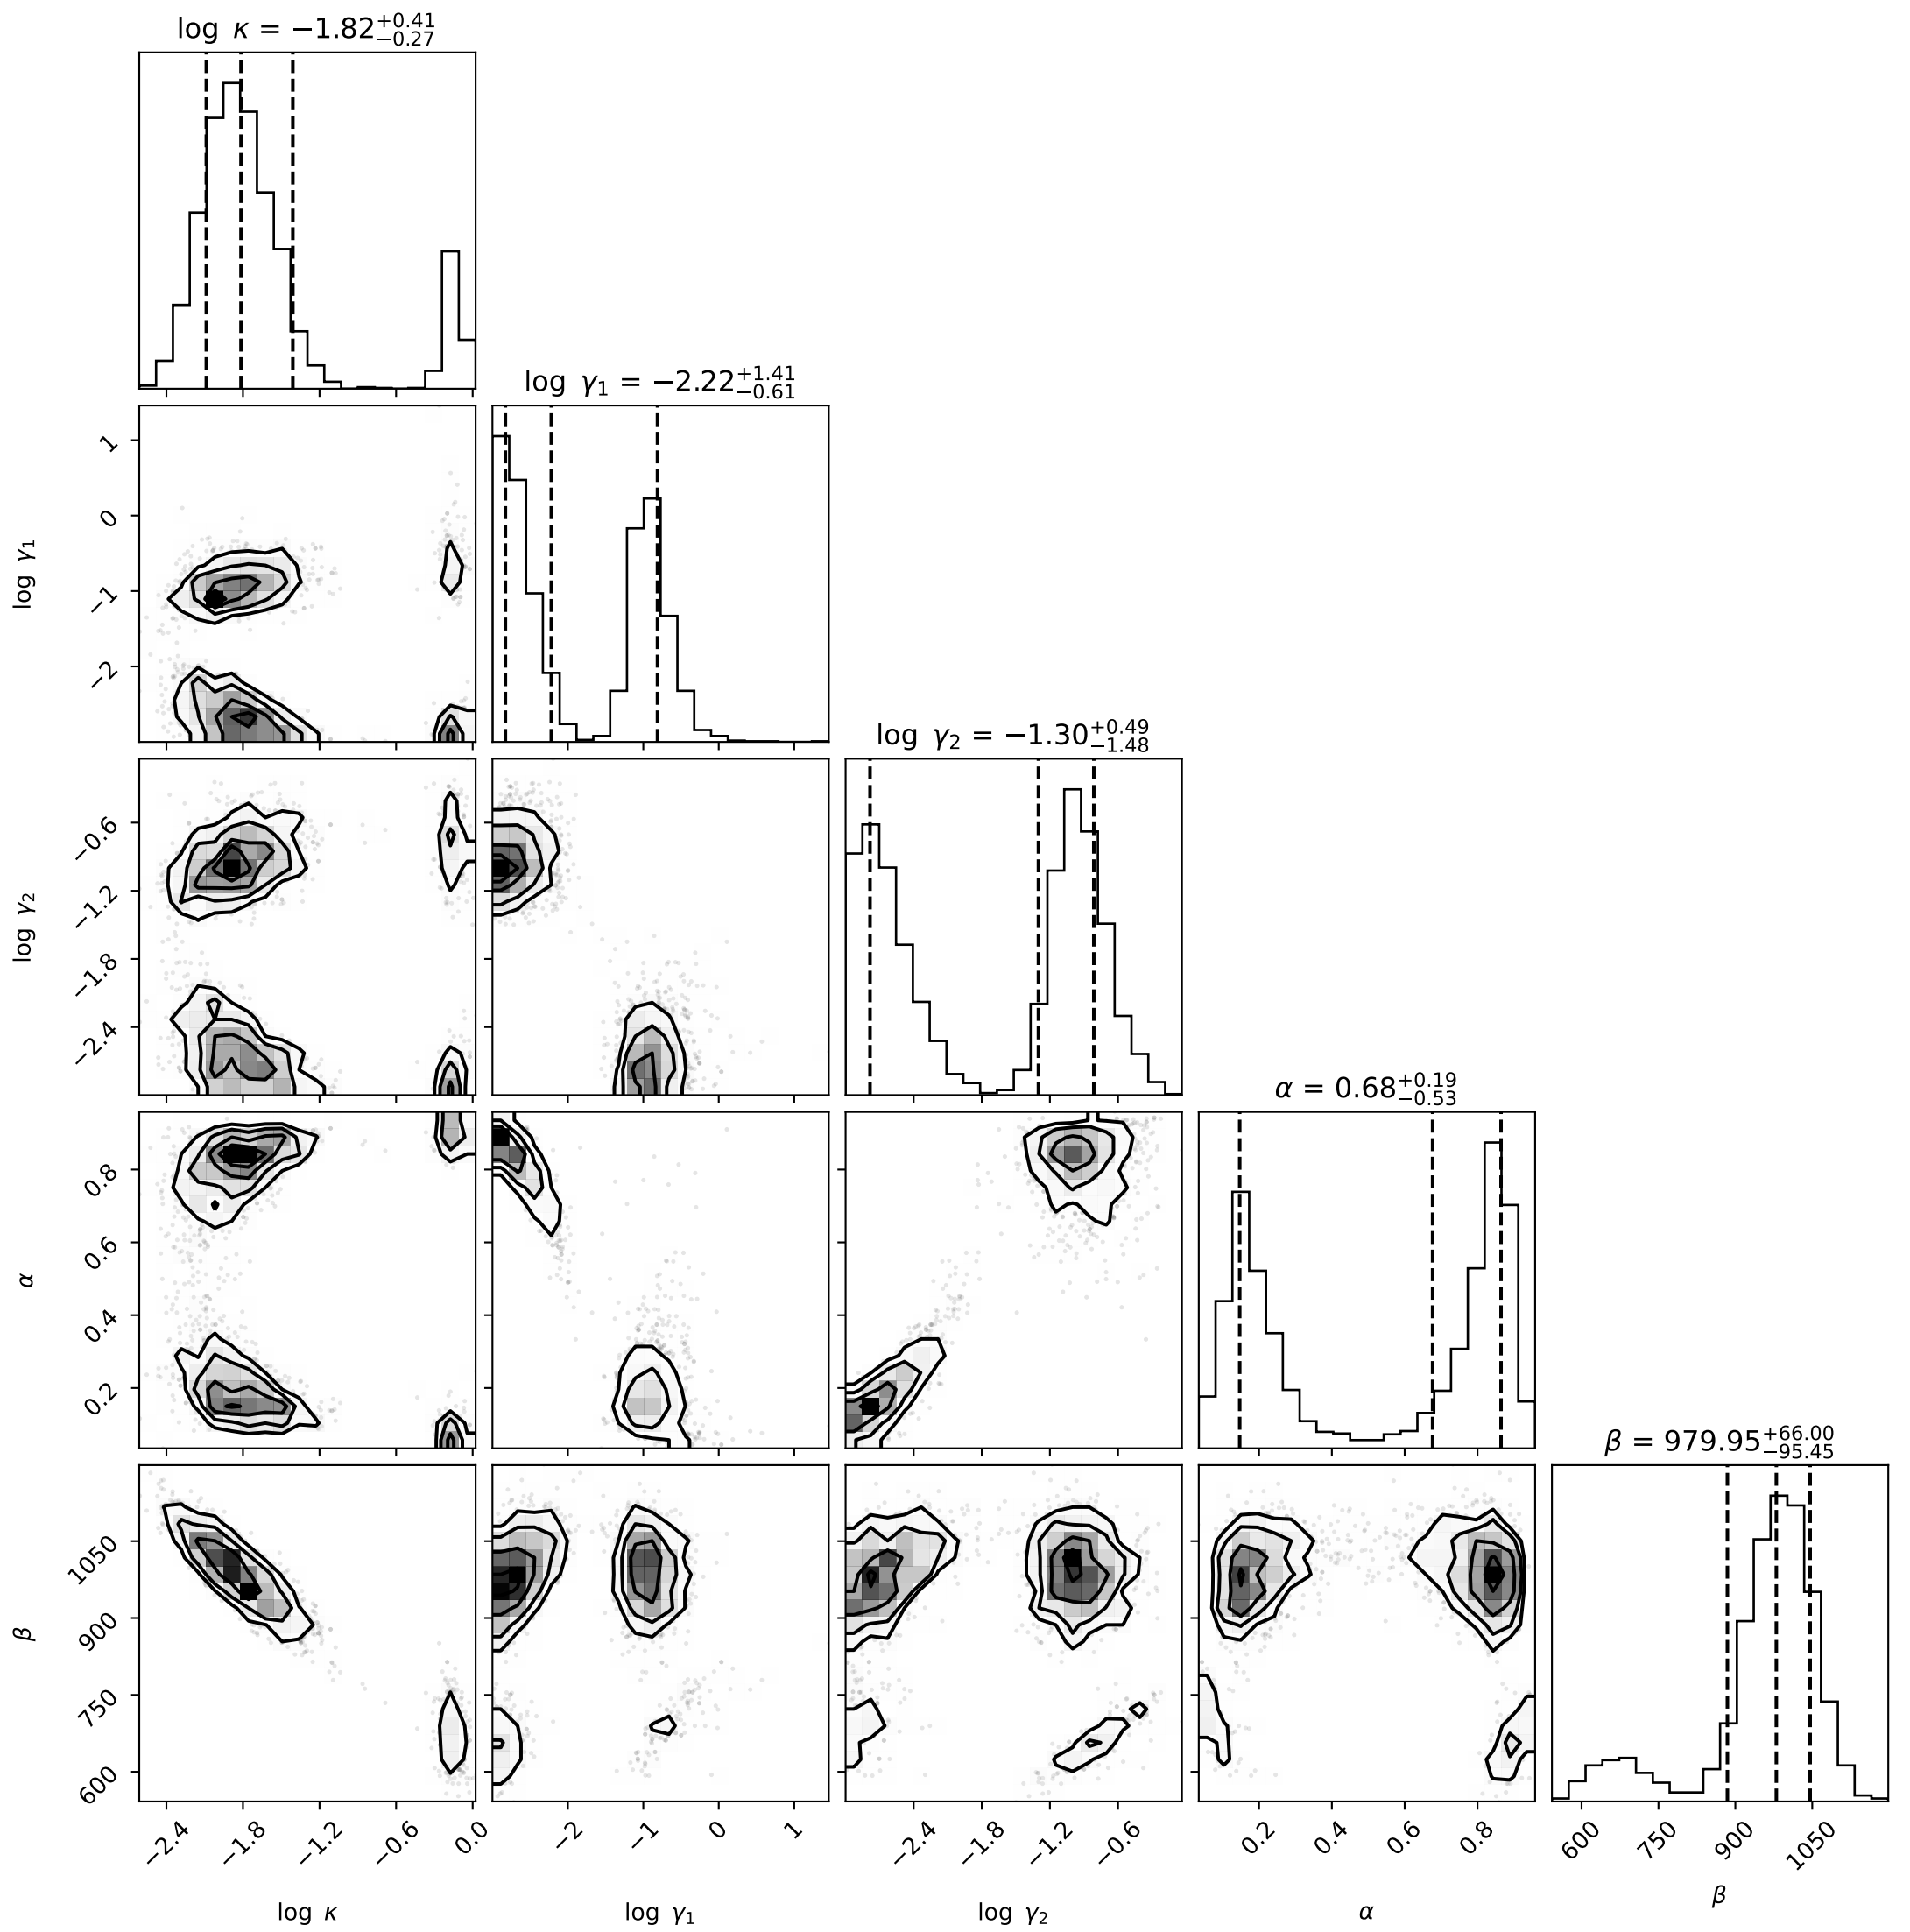 log κ = −1.82 +0.41 −0.27
log γ₁ = −2.22 +1.41 −0.61
1
0
−1
−2
log γ₁
log γ₂ = −1.30 +0.49 −1.48
−0.6
−1.2
−1.8
−2.4
log γ₂
α = 0.68 +0.19 −0.53
0.8
0.6
0.4
0.2
α
β = 979.95 +66.00 −95.45
1050
900
750
600
β
−2.4 −1.8 −1.2 −0.6 0.0
−2 −1 0 1
−2.4 −1.8 −1.2 −0.6
0.2 0.4 0.6 0.8
600 750 900 1050
log κ
log γ₁
log γ₂
α
β